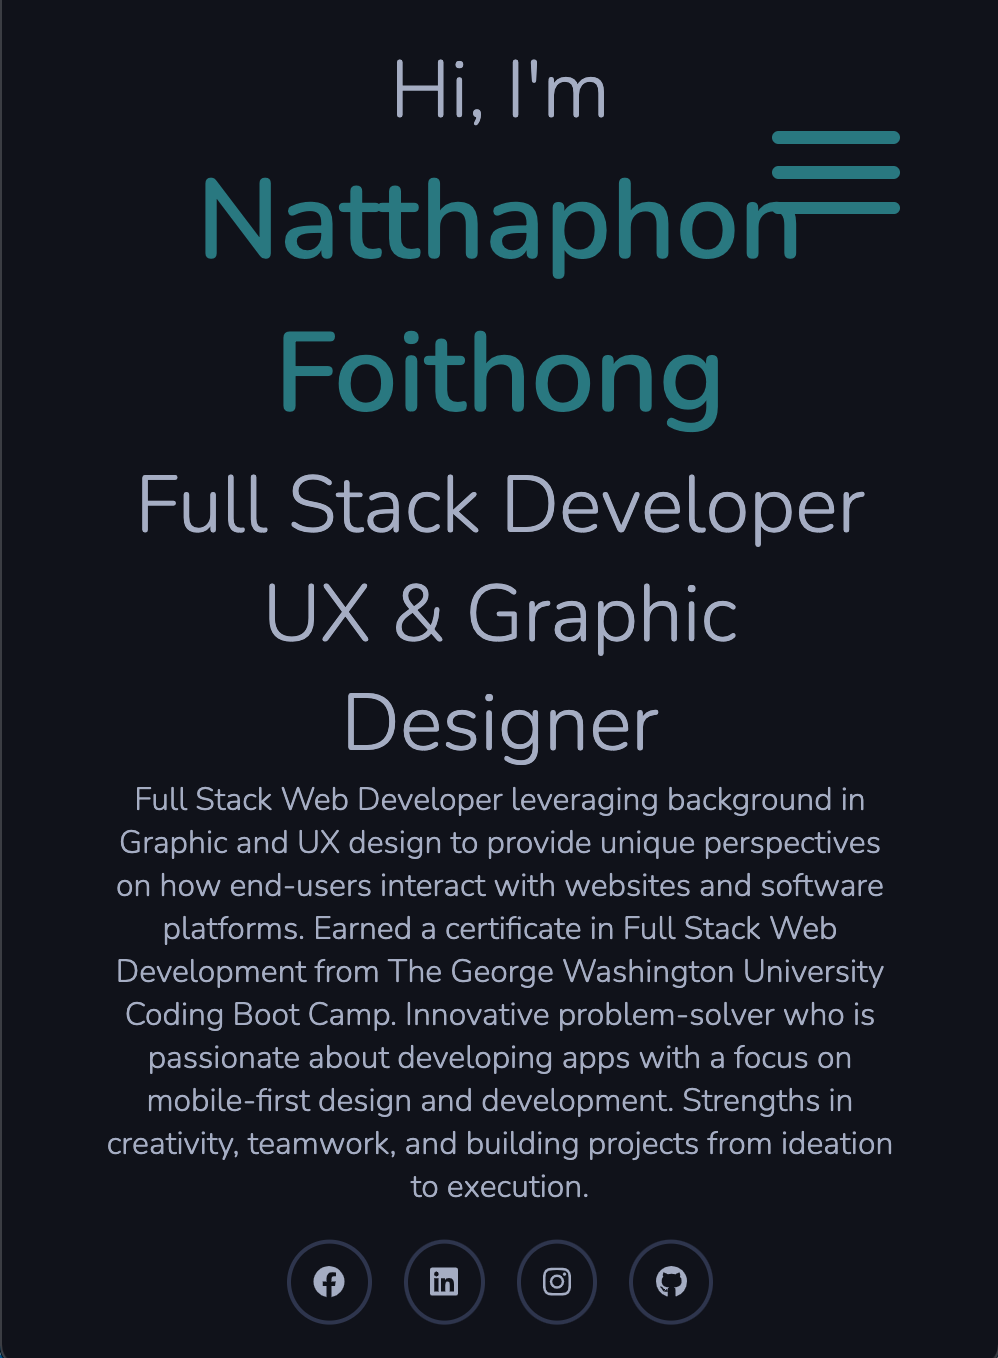 Hi, I'm
Natthaphon
Foithong
Full Stack Developer
UX & Graphic
Designer
Full Stack Web Developer leveraging background in
Graphic and UX design to provide unique perspectives
on how end-users interact with websites and software
platforms. Earned a certificate in Full Stack Web
Development from The George Washington University
Coding Boot Camp. Innovative problem-solver who is
passionate about developing apps with a focus on
mobile-first design and development. Strengths in
creativity, teamwork, and building projects from ideation
to execution.